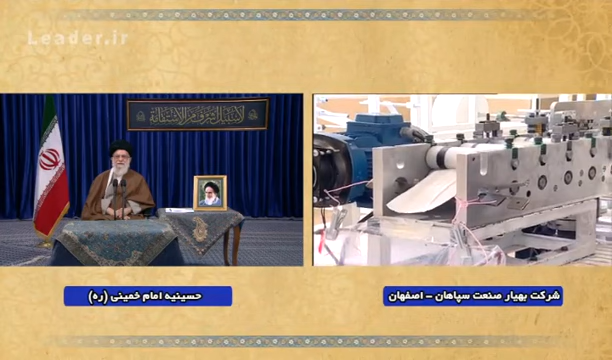 Leader.ir
حسینیه امام خمینی (ره)
شرکت بهیار صنعت سپاهان - اصفهان